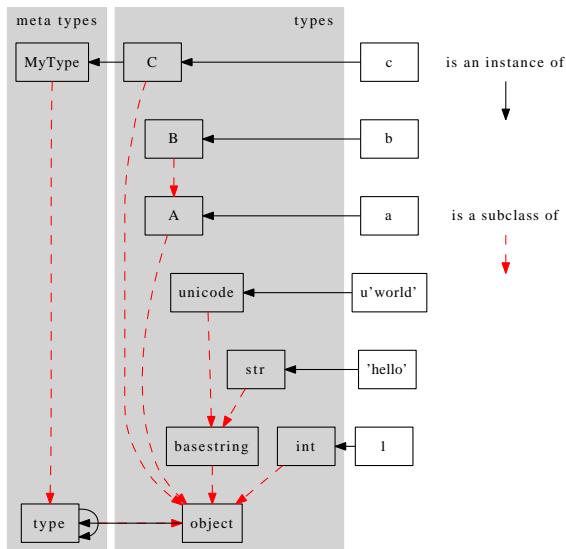 meta types
types
MyType
C
c
is an instance of
B
b
A
a
is a subclass of
unicode
u'world'
str
'hello'
basestring
int
1
type
object